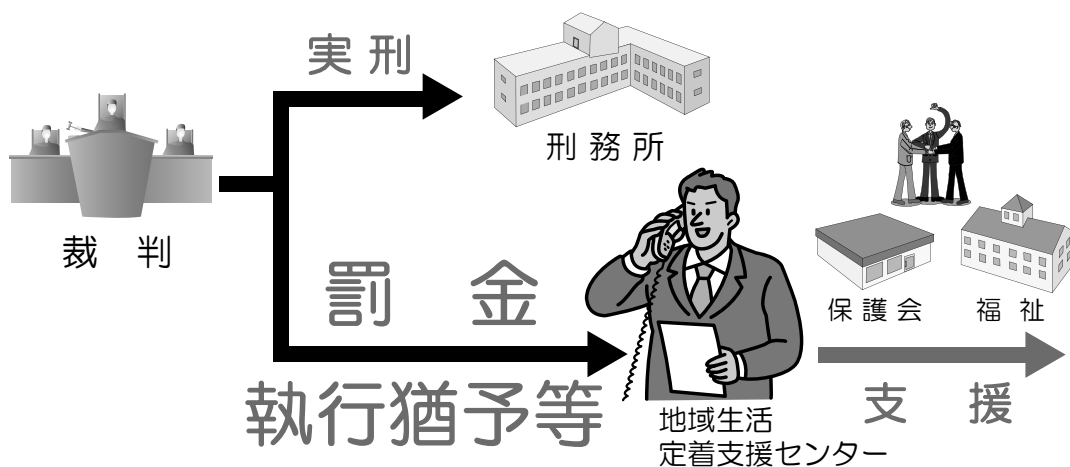 実刑
刑務所
裁判
罰金
執行猶予等
地域生活
定着支援センター
保護会
福祉
支援